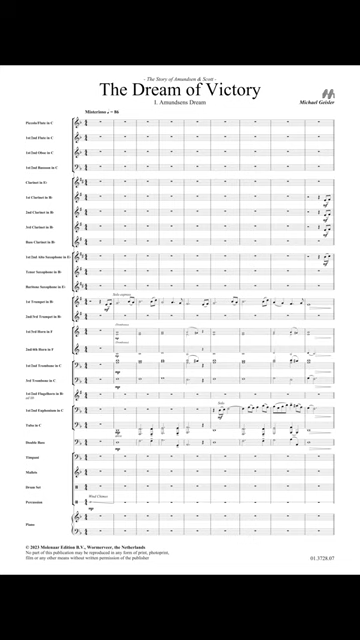 - The Story of Amundsen & Scott -
The Dream of Victory
I. Amundsens Dream
Michael Geisler
Misterioso ♩ = 86
Piccolo/Flute in C
1st/2nd Flute in C
1st/2nd Oboe in C
1st/2nd Bassoon in C
Clarinet in E♭
1st Clarinet in B♭
2nd Clarinet in B♭
3rd Clarinet in B♭
Bass Clarinet in B♭
1st/2nd Alto Saxophone in E♭
Tenor Saxophone in B♭
Baritone Saxophone in E♭
1st Trumpet in B♭
2nd/3rd Trumpet in B♭
1st/3rd Horn in F
2nd/4th Horn in F
1st/2nd Trombone in C
3rd Trombone in C
1st/2nd Flugelhorn in B♭
1st/2nd Euphonium in C
Solo
Tuba in C
Double Bass
Timpani
Mallets
Drum Set
Percussion
Wind Chimes
mp
Piano
© 2023 Molenaar Edition B.V., Wormerveer, the Netherlands
No part of this publication may be reproduced in any form of print, photoprint,
film or any other means without written permission of the publisher.
01.3728.07